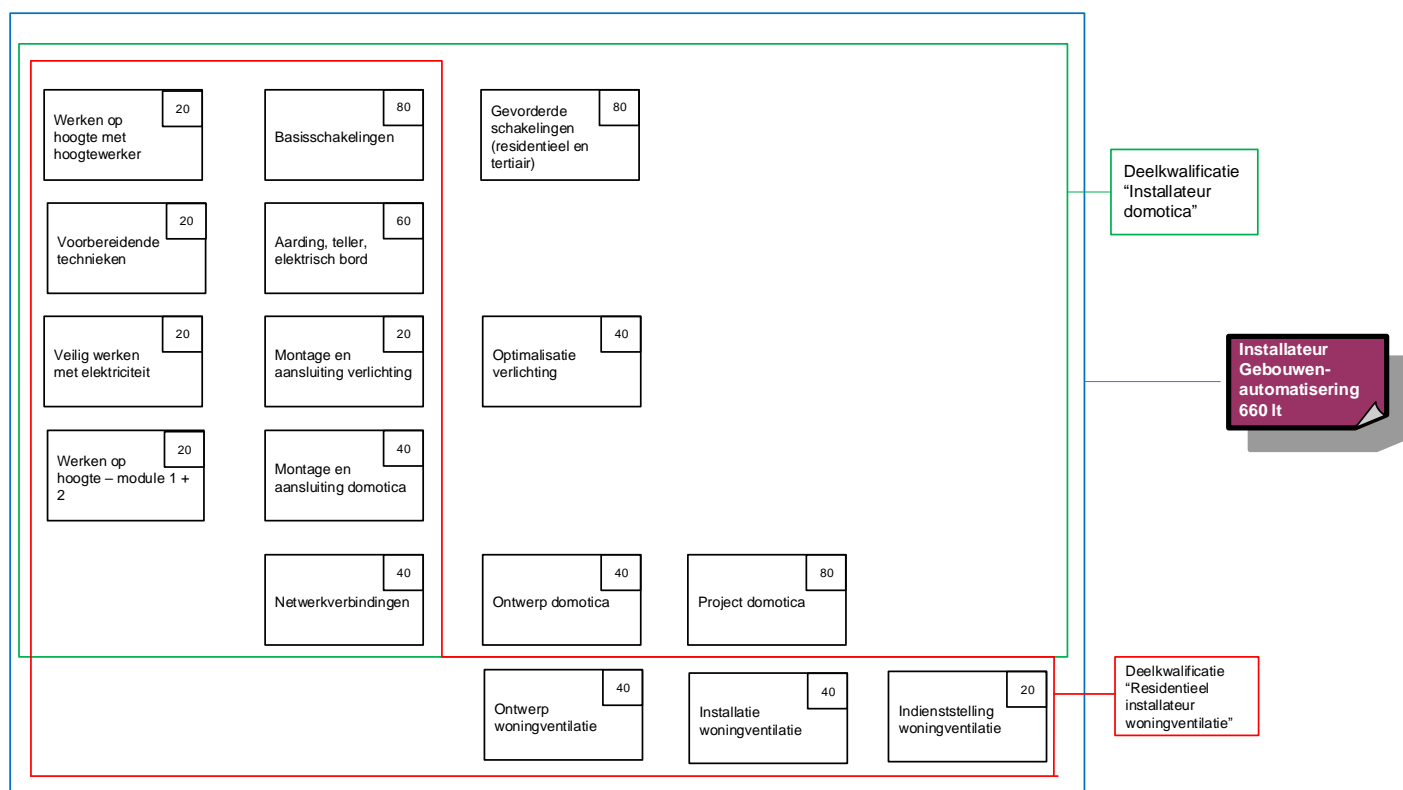 20
Werken op
hoogte met
hoogtewerker
80
Basisschakelingen
80
Gevorderde
schakelingen
(residentieel en
tertiair)
Deelkwalificatie
“Installateur
domotica”
20
Voorbereidende
technieken
60
Aarding, teller,
elektrisch bord
20
Veilig werken
met elektriciteit
20
Montage en
aansluiting verlichting
40
Optimalisatie
verlichting
Installateur
Gebouwen-
automatisering
660 lt
20
Werken op
hoogte – module 1 +
2
40
Montage en
aansluiting domotica
40
Netwerkverbindingen
40
Ontwerp domotica
80
Project domotica
40
Ontwerp
woningventilatie
40
Installatie
woningventilatie
20
Indienststelling
woningventilatie
Deelkwalificatie
“Residentieel
installateur
woningventilatie”